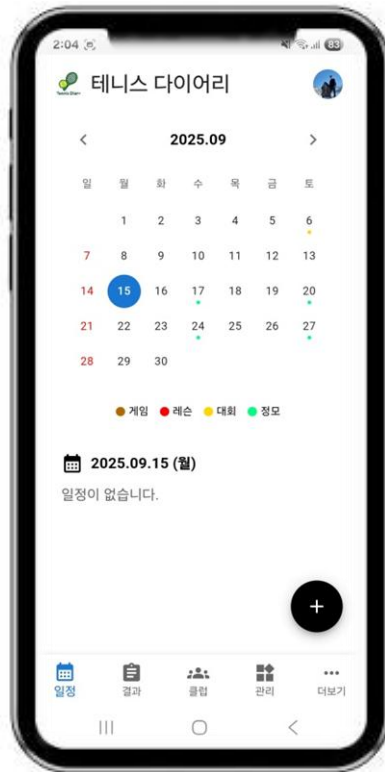 2:04
83
테니스 다이어리
2025.09
일 월 화 수 목 금 토
1 2 3 4 5 6
7 8 9 10 11 12 13
14 15 16 17 18 19 20
21 22 23 24 25 26 27
28 29 30
게임 레슨 대회 정모
2025.09.15 (월)
일정이 없습니다.
일정 결과 클럽 관리 더보기